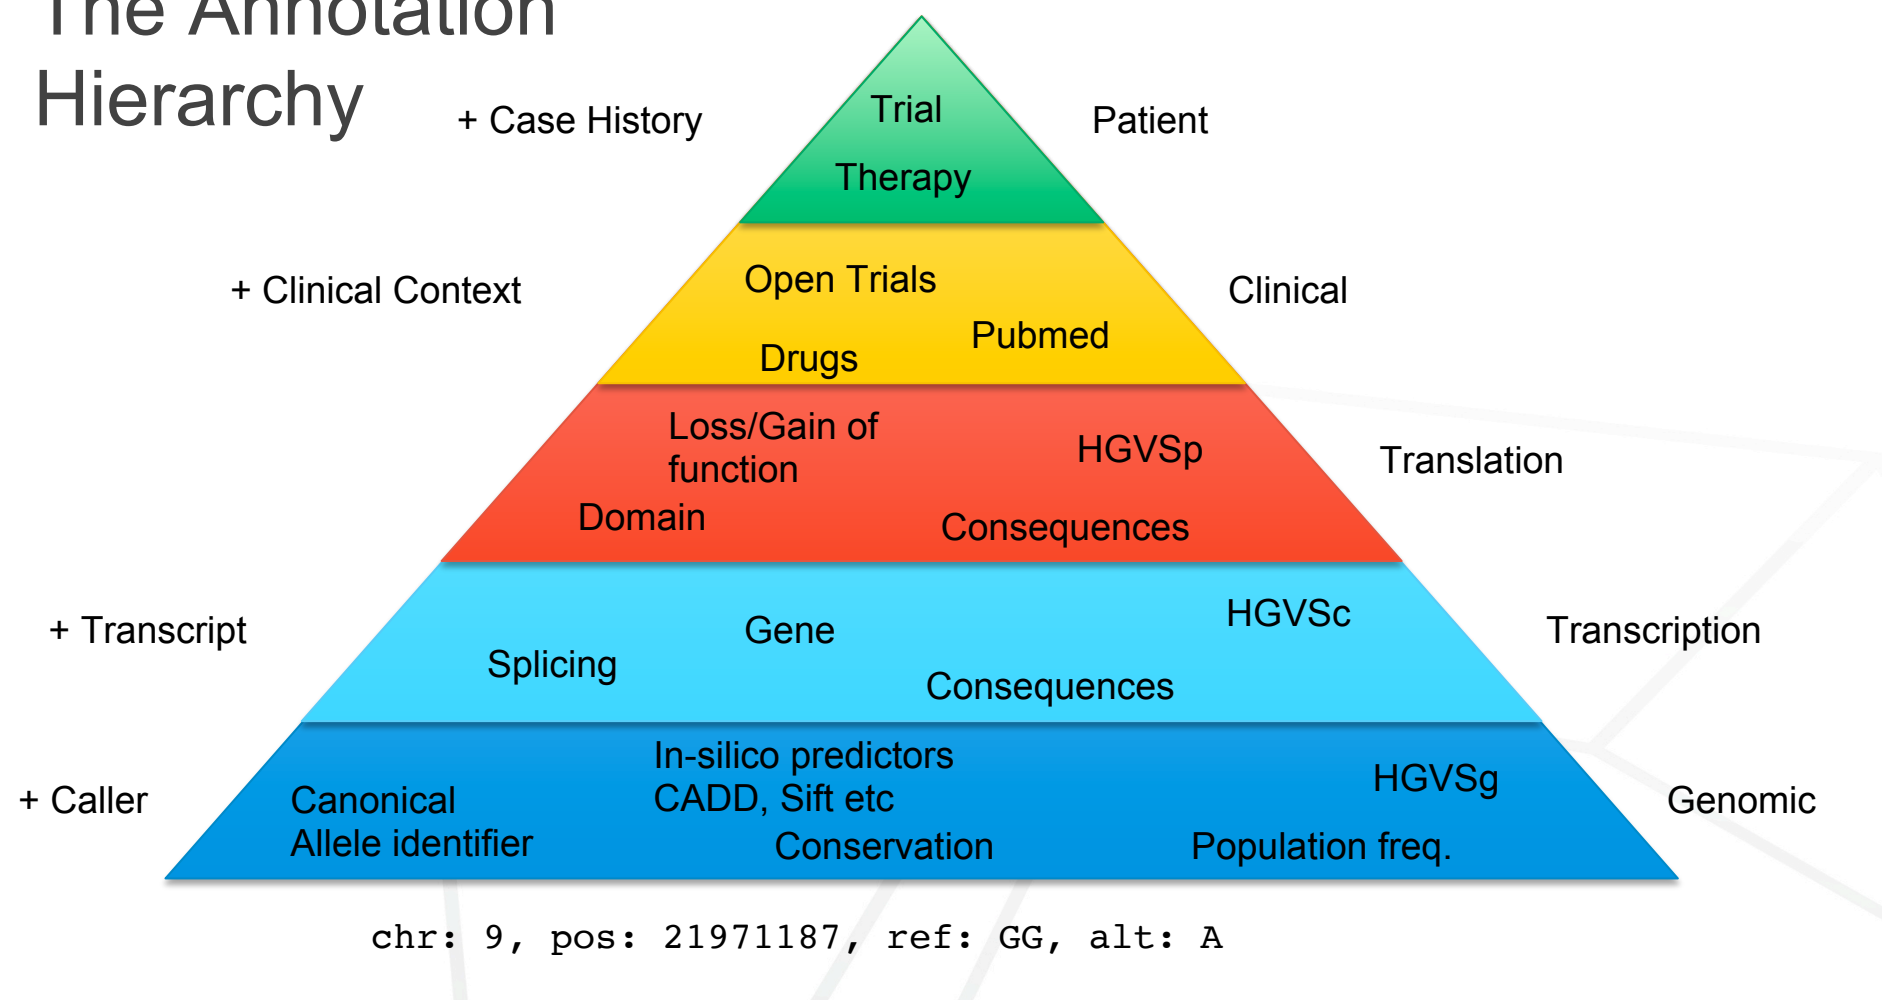 The Annotation
Hierarchy
+ Case History
Trial
Therapy
Patient
+ Clinical Context
Open Trials
Pubmed
Drugs
Clinical
Loss/Gain of
function
HGVSp
Domain
Consequences
Translation
+ Transcript
Gene
HGVSc
Splicing
Consequences
Transcription
+ Caller
Canonical
Allele identifier
In-silico predictors
CADD, Sift etc
Conservation
HGVSg
Population freq.
Genomic
chr: 9, pos: 21971187, ref: GG, alt: A